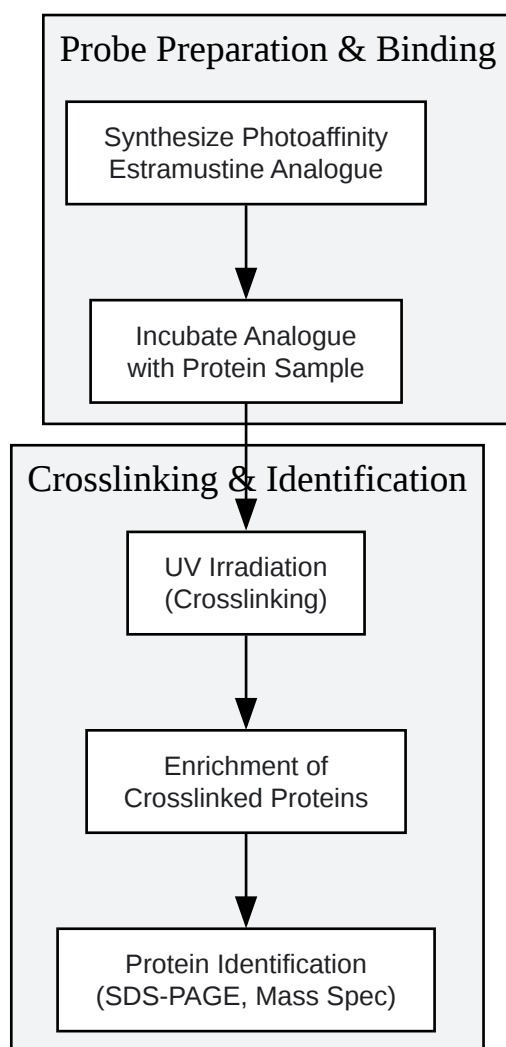 Probe Preparation & Binding
Synthesize Photoaffinity
Estramustine Analogue
Incubate Analogue
with Protein Sample
Crosslinking & Identification
UV Irradiation
(Crosslinking)
Enrichment of
Crosslinked Proteins
Protein Identification
(SDS-PAGE, Mass Spec)